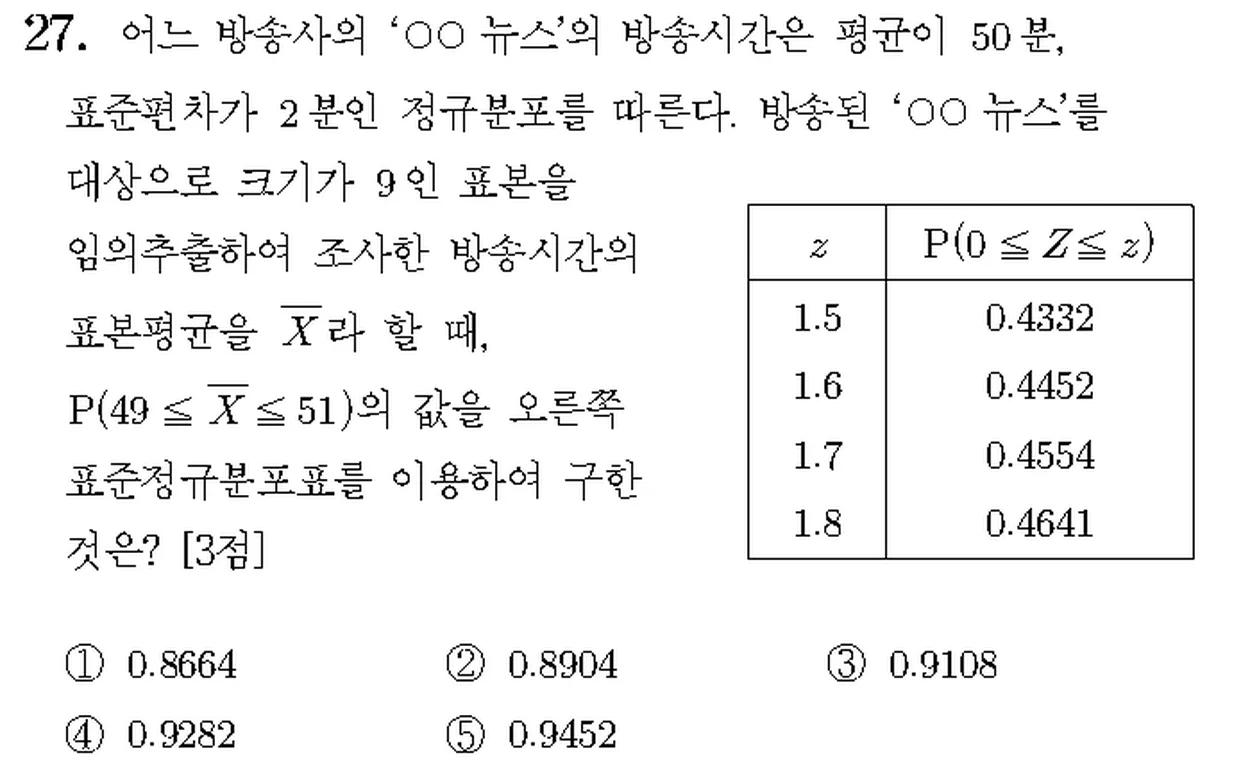 27. 어느 방송사의 ‘○○ 뉴스’의 방송시간은 평균이 50분,
표준편차가 2분인 정규분포를 따른다. 방송된 ‘○○ 뉴스’를
대상으로 크기가 9인 표본을
임의추출하여 조사한 방송시간의
표본평균을 X̄라 할 때,
P(49 ≦ X̄ ≦ 51)의 값을 오른쪽
표준정규분포표를 이용하여 구한
것은? [3점]
z P(0 ≦ Z ≦ z)
1.5 0.4332
1.6 0.4452
1.7 0.4554
1.8 0.4641
① 0.8664 ② 0.8904 ③ 0.9108
④ 0.9282 ⑤ 0.9452